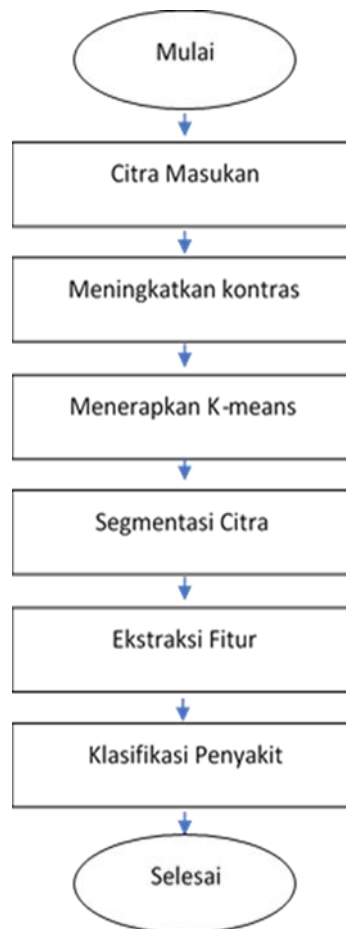 Mulai
Citra Masukan
Meningkatkan kontras
Menerapkan K-means
Segmentasi Citra
Ekstraksi Fitur
Klasifikasi Penyakit
Selesai